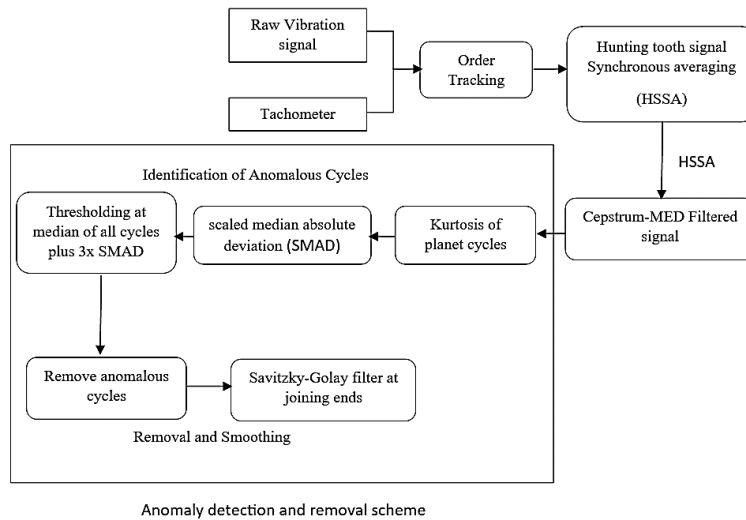 Raw Vibration
signal
Tachometer
Order
Tracking
Hunting tooth signal
Synchronous averaging
(HSSA)
HSSA
Cepstrum-MED Filtered
signal
Identification of Anomalous Cycles
Kurtosis of
planet cycles
scaled median absolute
deviation (SMAD)
Thresholding at
median of all cycles
plus 3x SMAD
Remove anomalous
cycles
Savitzky-Golay filter at
joining ends
Removal and Smoothing
Anomaly detection and removal scheme